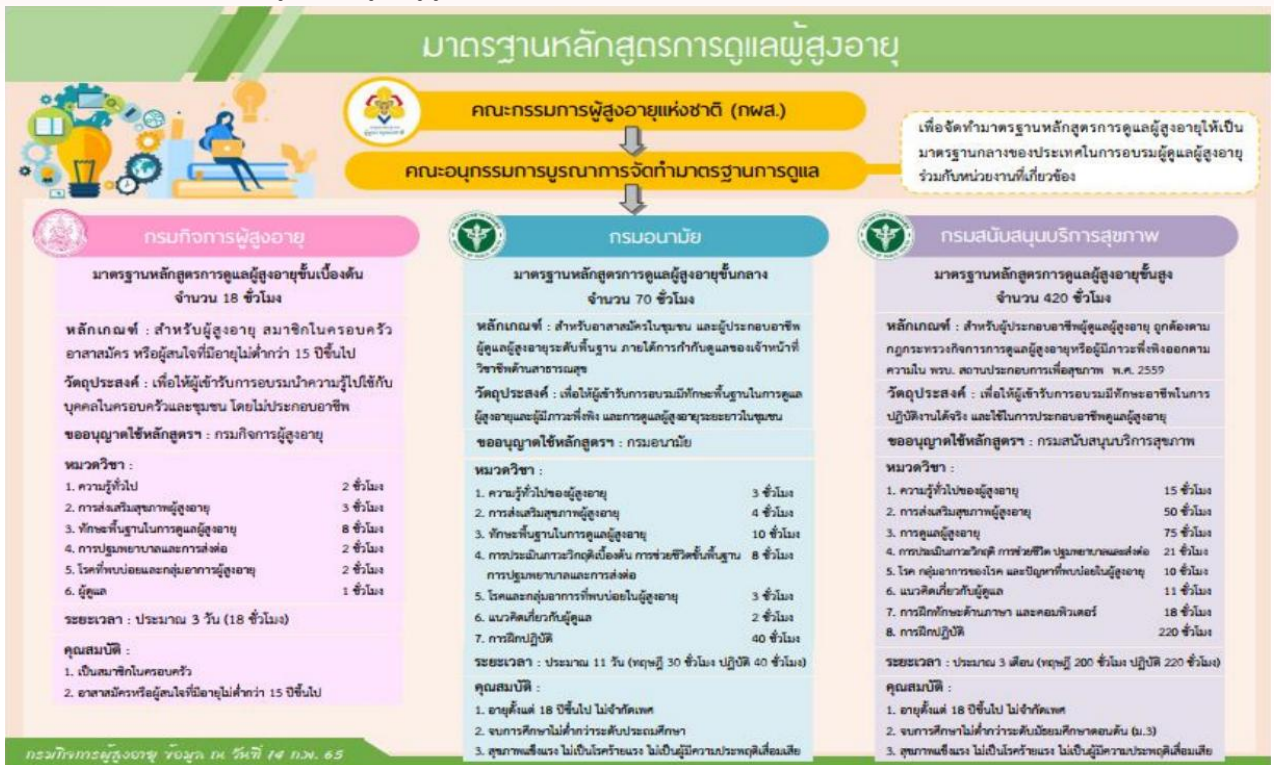 มาตรฐานหลักสูตรการดูแลผู้สูงอายุ
คณะกรรมการผู้สูงอายุแห่งชาติ (กผส.)
คณะอนุกรรมการบูรณาการจัดทำมาตรฐานการดูแล
เพื่อจัดทำมาตรฐานหลักสูตรการดูแลผู้สูงอายุให้เป็น
มาตรฐานกลางของประเทศในการอบรมผู้ดูแลผู้สูงอายุ
ร่วมกับหน่วยงานที่เกี่ยวข้อง
กรมกิจการผู้สูงอายุ
มาตรฐานหลักสูตรการดูแลผู้สูงอายุขั้นเบื้องต้น
จำนวน 18 ชั่วโมง
หลักเกณฑ์ : สำหรับผู้สูงอายุ สมาชิกในครอบครัว
อาสาสมัคร หรือผู้สนใจที่มีอายุไม่ต่ำกว่า 15 ปีขึ้นไป
วัตถุประสงค์ : เพื่อให้ผู้เข้ารับการอบรมนำความรู้ไปใช้กับ
บุคคลในครอบครัวและชุมชน โดยไม่ประกอบอาชีพ
ขออนุญาตใช้หลักสูตรฯ : กรมกิจการผู้สูงอายุ
หมวดวิชา :
1. ความรู้ทั่วไป 2 ชั่วโมง
2. การส่งเสริมสุขภาพผู้สูงอายุ 3 ชั่วโมง
3. ทักษะพื้นฐานในการดูแลผู้สูงอายุ 8 ชั่วโมง
4. การปฐมพยาบาลและการส่งต่อ 2 ชั่วโมง
5. โรคที่พบบ่อยและกลุ่มอาการผู้สูงอายุ 2 ชั่วโมง
6. ผู้ดูแล 1 ชั่วโมง
ระยะเวลา : ประมาณ 3 วัน (18 ชั่วโมง)
คุณสมบัติ :
1. เป็นสมาชิกในครอบครัว
2. อาสาสมัครหรือผู้สนใจที่มีอายุไม่ต่ำกว่า 15 ปีขึ้นไป
กรมอนามัย
มาตรฐานหลักสูตรการดูแลผู้สูงอายุขั้นกลาง
จำนวน 70 ชั่วโมง
หลักเกณฑ์ : สำหรับอาสาสมัครในชุมชน และผู้ประกอบอาชีพ
ผู้ดูแลผู้สูงอายุระดับพื้นฐาน ภายใต้การกำกับดูแลของเจ้าหน้าที่
วิชาชีพด้านสาธารณสุข
วัตถุประสงค์ : เพื่อให้ผู้เข้ารับการอบรมมีทักษะพื้นฐานในการดูแล
ผู้สูงอายุและผู้มีภาวะพึ่งพิง และการดูแลผู้สูงอายุระยะยาวในชุมชน
ขออนุญาตใช้หลักสูตรฯ : กรมอนามัย
หมวดวิชา :
1. ความรู้ทั่วไปของผู้สูงอายุ 3 ชั่วโมง
2. การส่งเสริมสุขภาพผู้สูงอายุ 4 ชั่วโมง
3. ทักษะพื้นฐานในการดูแลผู้สูงอายุ 10 ชั่วโมง
4. การประเมินภาวะวิกฤติเบื้องต้น การช่วยชีวิตขั้นพื้นฐาน 8 ชั่วโมง
การปฐมพยาบาลและการส่งต่อ
5. โรคและกลุ่มอาการที่พบบ่อยในผู้สูงอายุ 3 ชั่วโมง
6. แนวคิดเกี่ยวกับผู้ดูแล 2 ชั่วโมง
7. การฝึกปฏิบัติ 40 ชั่วโมง
ระยะเวลา : ประมาณ 11 วัน (ทฤษฎี 30 ชั่วโมง ปฏิบัติ 40 ชั่วโมง)
คุณสมบัติ :
1. อายุตั้งแต่ 18 ปีขึ้นไป ไม่จำกัดเพศ
2. จบการศึกษาไม่ต่ำกว่าระดับประถมศึกษา
3. สุขภาพแข็งแรง ไม่เป็นโรคร้ายแรง ไม่เป็นผู้มีความประพฤติเสื่อมเสีย
กรมสนับสนุนบริการสุขภาพ
มาตรฐานหลักสูตรการดูแลผู้สูงอายุขั้นสูง
จำนวน 420 ชั่วโมง
หลักเกณฑ์ : สำหรับผู้ประกอบอาชีพผู้ดูแลผู้สูงอายุ ถูกต้องตาม
กฎกระทรวงกิจการการดูแลผู้สูงอายุหรือผู้มีภาวะพึ่งพิงออกตาม
ความใน พรบ. สถานประกอบการเพื่อสุขภาพ พ.ศ. 2559
วัตถุประสงค์ : เพื่อให้ผู้เข้ารับการอบรมมีทักษะอาชีพในการ
ปฏิบัติงานได้จริง และใช้ในการประกอบอาชีพดูแลผู้สูงอายุ
ขออนุญาตใช้หลักสูตรฯ : กรมสนับสนุนบริการสุขภาพ
หมวดวิชา :
1. ความรู้ทั่วไปของผู้สูงอายุ 15 ชั่วโมง
2. การส่งเสริมสุขภาพผู้สูงอายุ 50 ชั่วโมง
3. การดูแลผู้สูงอายุ 75 ชั่วโมง
4. การประเมินภาวะวิกฤติ การช่วยชีวิต ปฐมพยาบาลและส่งต่อ 21 ชั่วโมง
5. โรค กลุ่มอาการของโรค และปัญหาที่พบบ่อยในผู้สูงอายุ 10 ชั่วโมง
6. แนวคิดเกี่ยวกับผู้ดูแล 11 ชั่วโมง
7. การฝึกทักษะด้านภาษา และคอมพิวเตอร์ 18 ชั่วโมง
8. การฝึกปฏิบัติ 220 ชั่วโมง
ระยะเวลา : ประมาณ 3 เดือน (ทฤษฎี 200 ชั่วโมง ปฏิบัติ 220 ชั่วโมง)
คุณสมบัติ :
1. อายุตั้งแต่ 18 ปีขึ้นไป ไม่จำกัดเพศ
2. จบการศึกษาไม่ต่ำกว่าระดับมัธยมศึกษาตอนต้น (ม.3)
3. สุขภาพแข็งแรง ไม่เป็นโรคร้ายแรง ไม่เป็นผู้มีความประพฤติเสื่อมเสีย
กรมกิจการผู้สูงอายุ ข้อมูล ณ วันที่ 14 ก.พ. 65